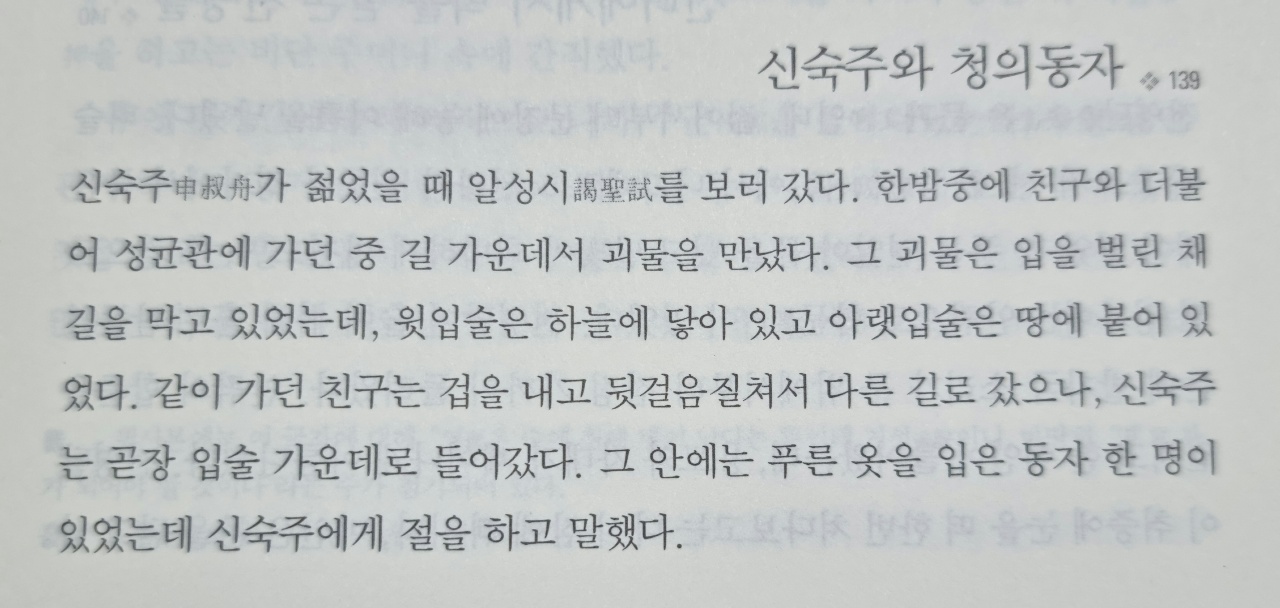 신숙주와 청의동자 139
신숙주申叔舟가 젊었을 때 알성시謁聖試를 보러 갔다. 한밤중에 친구와 더불
어 성균관에 가던 중 길 가운데서 괴물을 만났다. 그 괴물은 입을 벌린 채
길을 막고 있었는데, 윗입술은 하늘에 닿아 있고 아랫입술은 땅에 붙어 있
었다. 같이 가던 친구는 겁을 내고 뒷걸음질쳐서 다른 길로 갔으나, 신숙주
는 곧장 입술 가운데로 들어갔다. 그 안에는 푸른 옷을 입은 동자 한 명이
있었는데 신숙주에게 절을 하고 말했다.